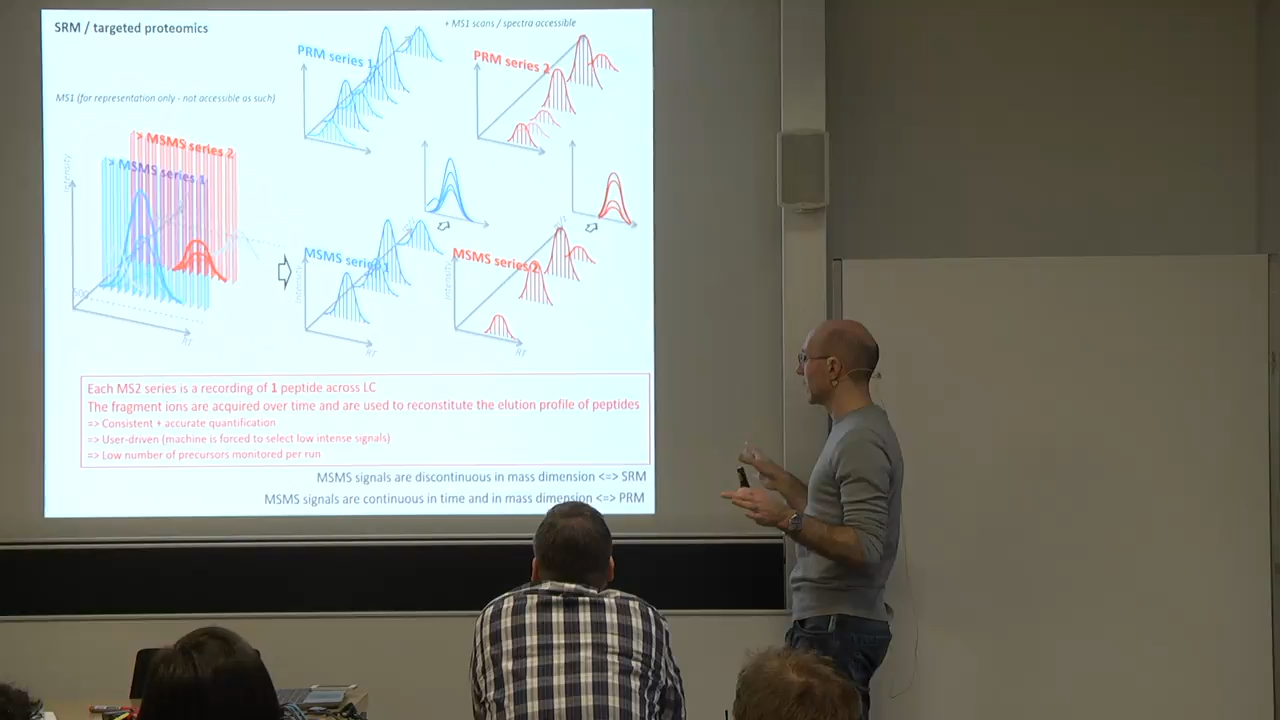 SRM / targeted proteomics
+ MS1 scans / spectra accessible
PRM series 1
PRM series 2
MS1 (for representation only - not accessible as such)
> MSMS series 2
> MSMS series 1
Intensity
RT
MSMS series 1
Intensity
RT
MSMS series 2
Intensity
RT
Each MS2 series is a recording of 1 peptide across LC
The fragment ions are acquired over time and are used to reconstitute the elution profile of peptides
=> Consistent + accurate quantification
=> User-driven (machine is forced to select low intense signals)
=> Low number of precursors monitored per run
MSMS signals are discontinuous in mass dimension <=> SRM
MSMS signals are continuous in time and in mass dimension <=> PRM